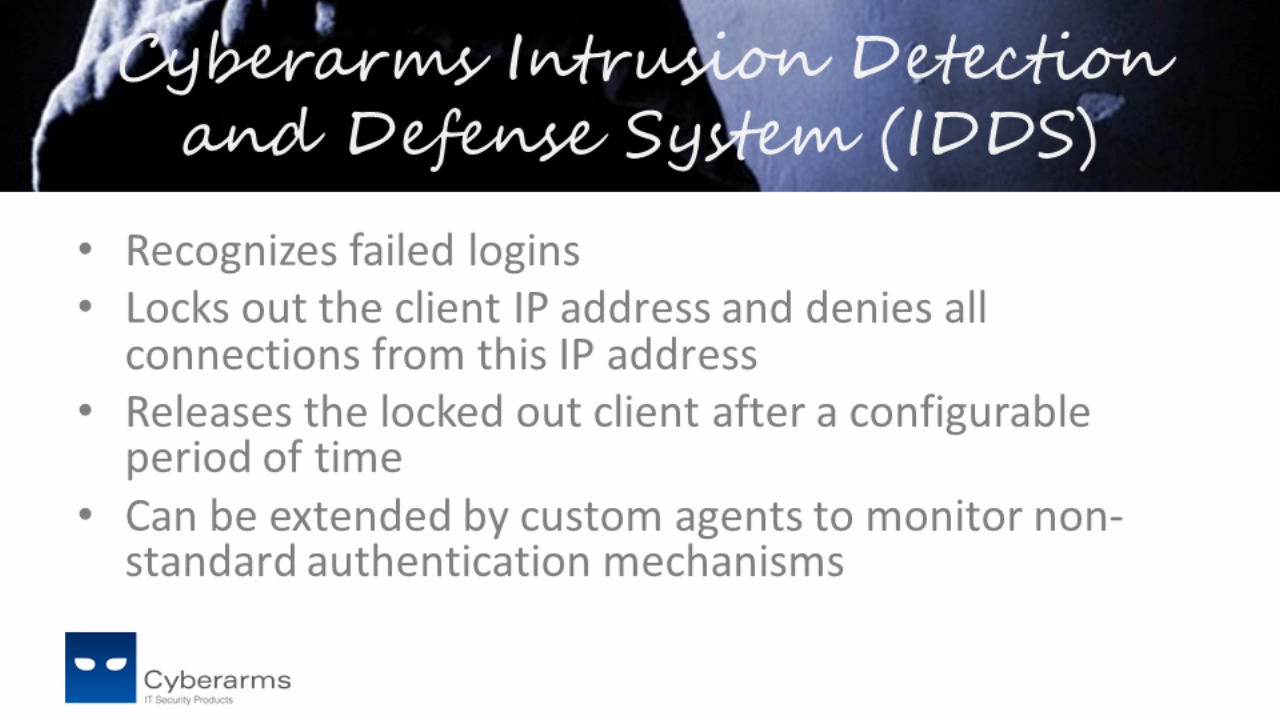 Cyberarms Intrusion Detection
and Defense System (IDDS)
• Recognizes failed logins
• Locks out the client IP address and denies all
connections from this IP address
• Releases the locked out client after a configurable
period of time
• Can be extended by custom agents to monitor non-
standard authentication mechanisms
Cyberarms
IT Security Products